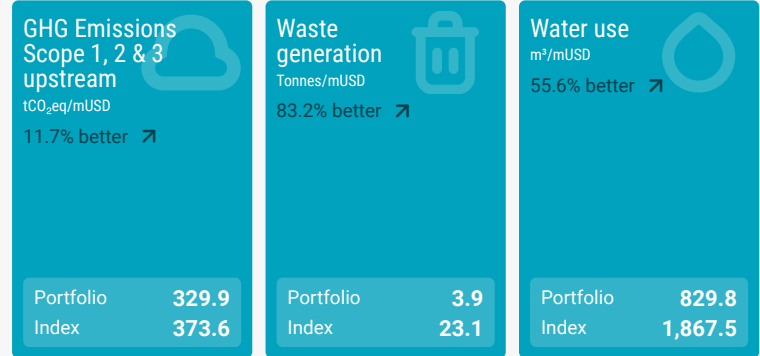 GHG Emissions
Scope 1, 2 & 3
upstream
tCO₂eq/mUSD
11.7% better
Portfolio 329.9
Index 373.6
Waste
generation
Tonnes/mUSD
83.2% better
Portfolio 3.9
Index 23.1
Water use
m³/mUSD
55.6% better
Portfolio 829.8
Index 1,867.5